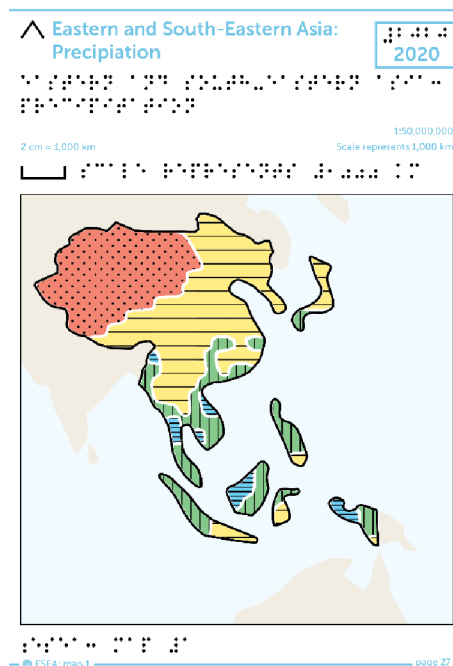 Eastern and South-Eastern Asia:
Precipiation
⠼⠃⠚⠃⠚
2020
⠑⠁⠎⠞⠑⠗⠝ ⠁⠝⠙ ⠎⠕⠥⠞⠓⠤⠑⠁⠎⠞⠑⠗⠝ ⠁⠎⠊⠁⠒
⠏⠗⠑⠉⠊⠏⠊⠞⠁⠞⠊⠕⠝
1:50,000,000
2 cm = 1,000 km
Scale represents 1,000 km
⠎⠉⠁⠇⠑ ⠗⠑⠏⠗⠑⠎⠑⠝⠞⠎ ⠼⠁⠂⠚⠚⠚ ⠅⠍
⠍⠁⠏ ⠼⠁
ESEA: map 1
page 27